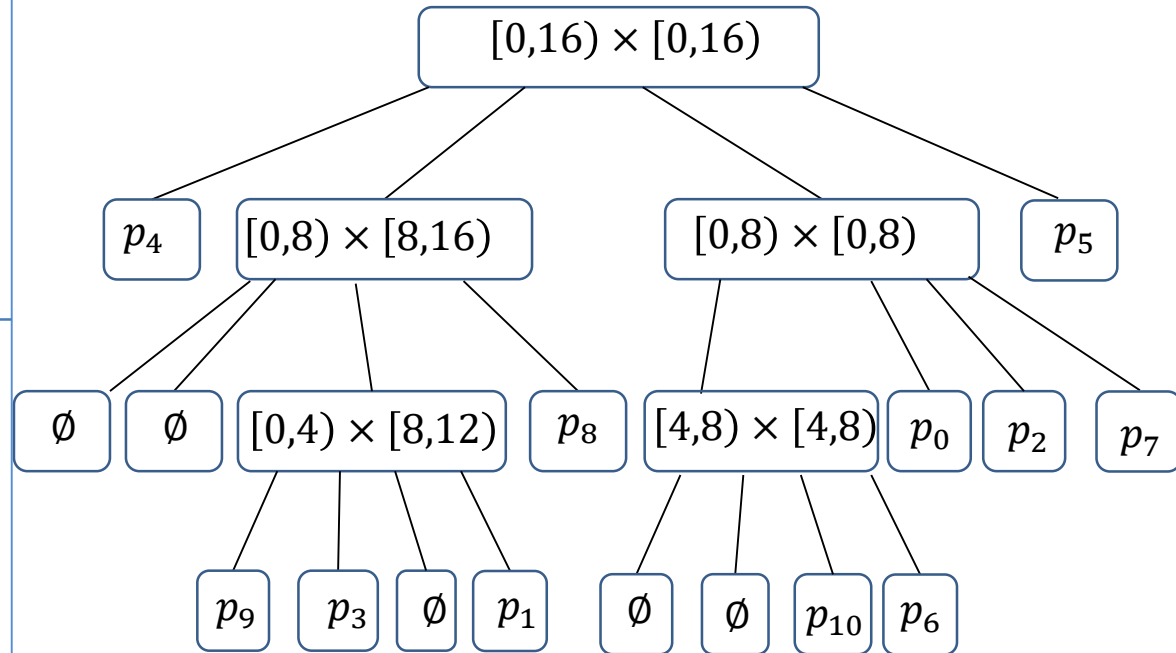 [0,16) × [0,16)
p₄ [0,8) × [8,16) [0,8) × [0,8) p₅
∅ ∅ [0,4) × [8,12) p₈ [4,8) × [4,8) p₀ p₂ p₇
p₉ p₃ ∅ p₁ ∅ ∅ p₁₀ p₆